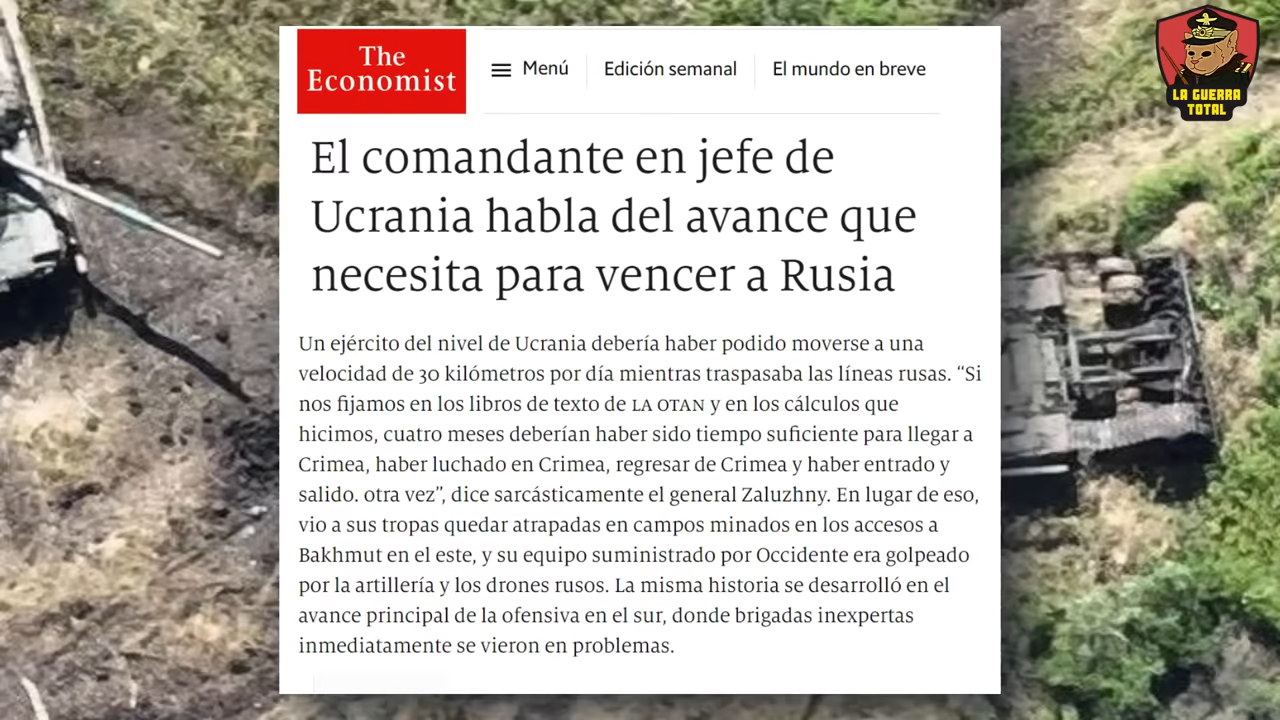 The
Economist
Menú
Edición semanal
El mundo en breve
LA GUERRA
TOTAL
El comandante en jefe de
Ucrania habla del avance que
necesita para vencer a Rusia
Un ejército del nivel de Ucrania debería haber podido moverse a una
velocidad de 30 kilómetros por día mientras traspasaba las líneas rusas. “Si
nos fijamos en los libros de texto de LA OTAN y en los cálculos que
hicimos, cuatro meses deberían haber sido tiempo suficiente para llegar a
Crimea, haber luchado en Crimea, regresar de Crimea y haber entrado y
salido. otra vez”, dice sarcásticamente el general Zaluzhny. En lugar de eso,
vio a sus tropas quedar atrapadas en campos minados en los accesos a
Bakhmut en el este, y su equipo suministrado por Occidente era golpeado
por la artillería y los drones rusos. La misma historia se desarrolló en el
avance principal de la ofensiva en el sur, donde brigadas inexpertas
inmediatamente se vieron en problemas.